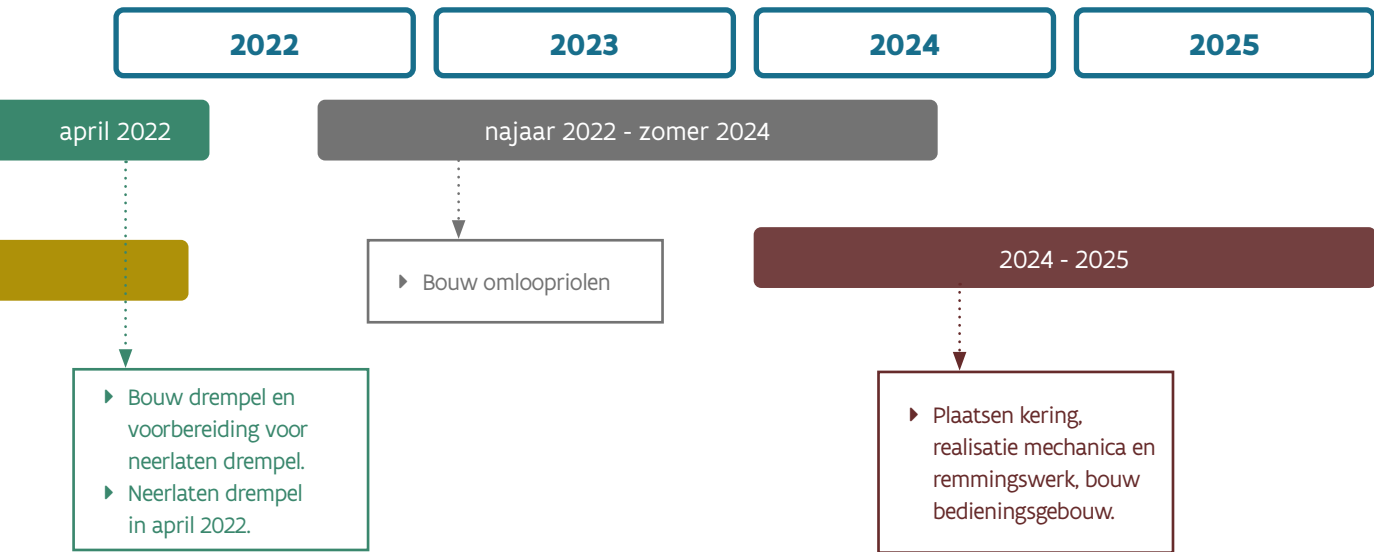 2022
2023
2024
2025
april 2022
najaar 2022 - zomer 2024
2024 - 2025
Bouw omloopriolen
Bouw drempel en
voorbereiding voor
neerlaten drempel.
Neerlaten drempel
in april 2022.
Plaatsen kering,
realisatie mechanica en
remmingswerk, bouw
bedieningsgebouw.